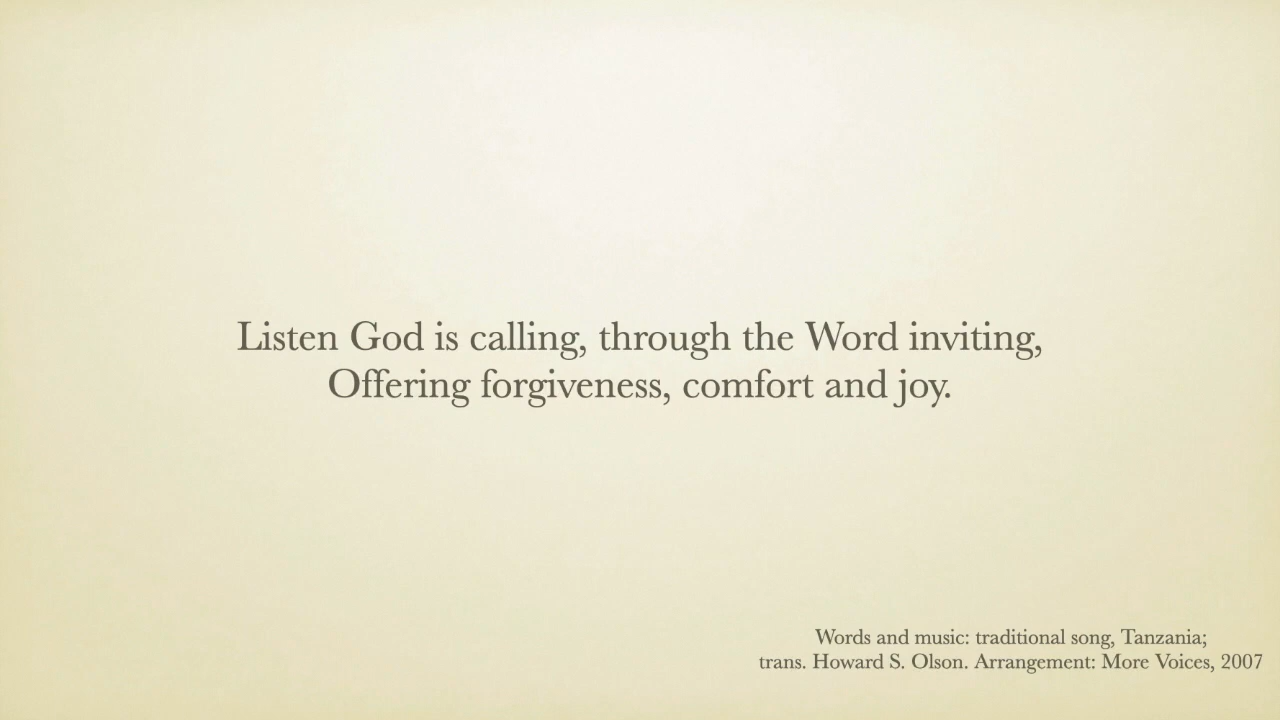 Listen God is calling, through the Word inviting,
Offering forgiveness, comfort and joy.
Words and music: traditional song, Tanzania;
trans. Howard S. Olson. Arrangement: More Voices, 2007